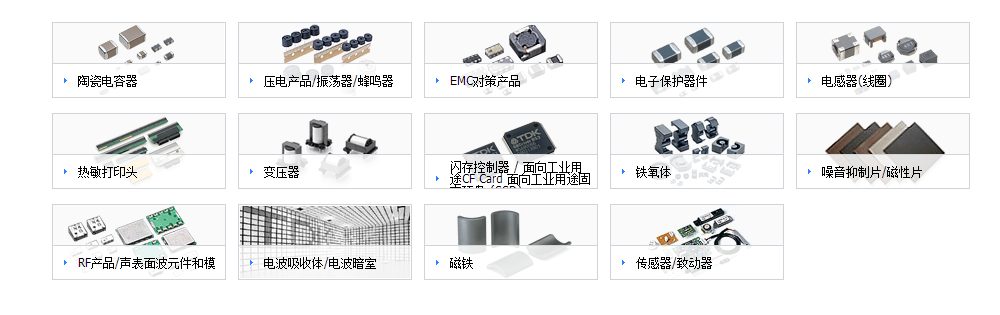 陶瓷电容器
压电产品/振荡器/蜂鸣器
EMC对策产品
电子保护器件
电感器(线圈)
热敏打印头
变压器
TDK
闪存控制器 / 面向工业用
途CF Card 面向工业用途固
铁氧体
噪音抑制片/磁性片
RF产品/声表面波元件和模
电波吸收体/电波暗室
磁铁
传感器/致动器